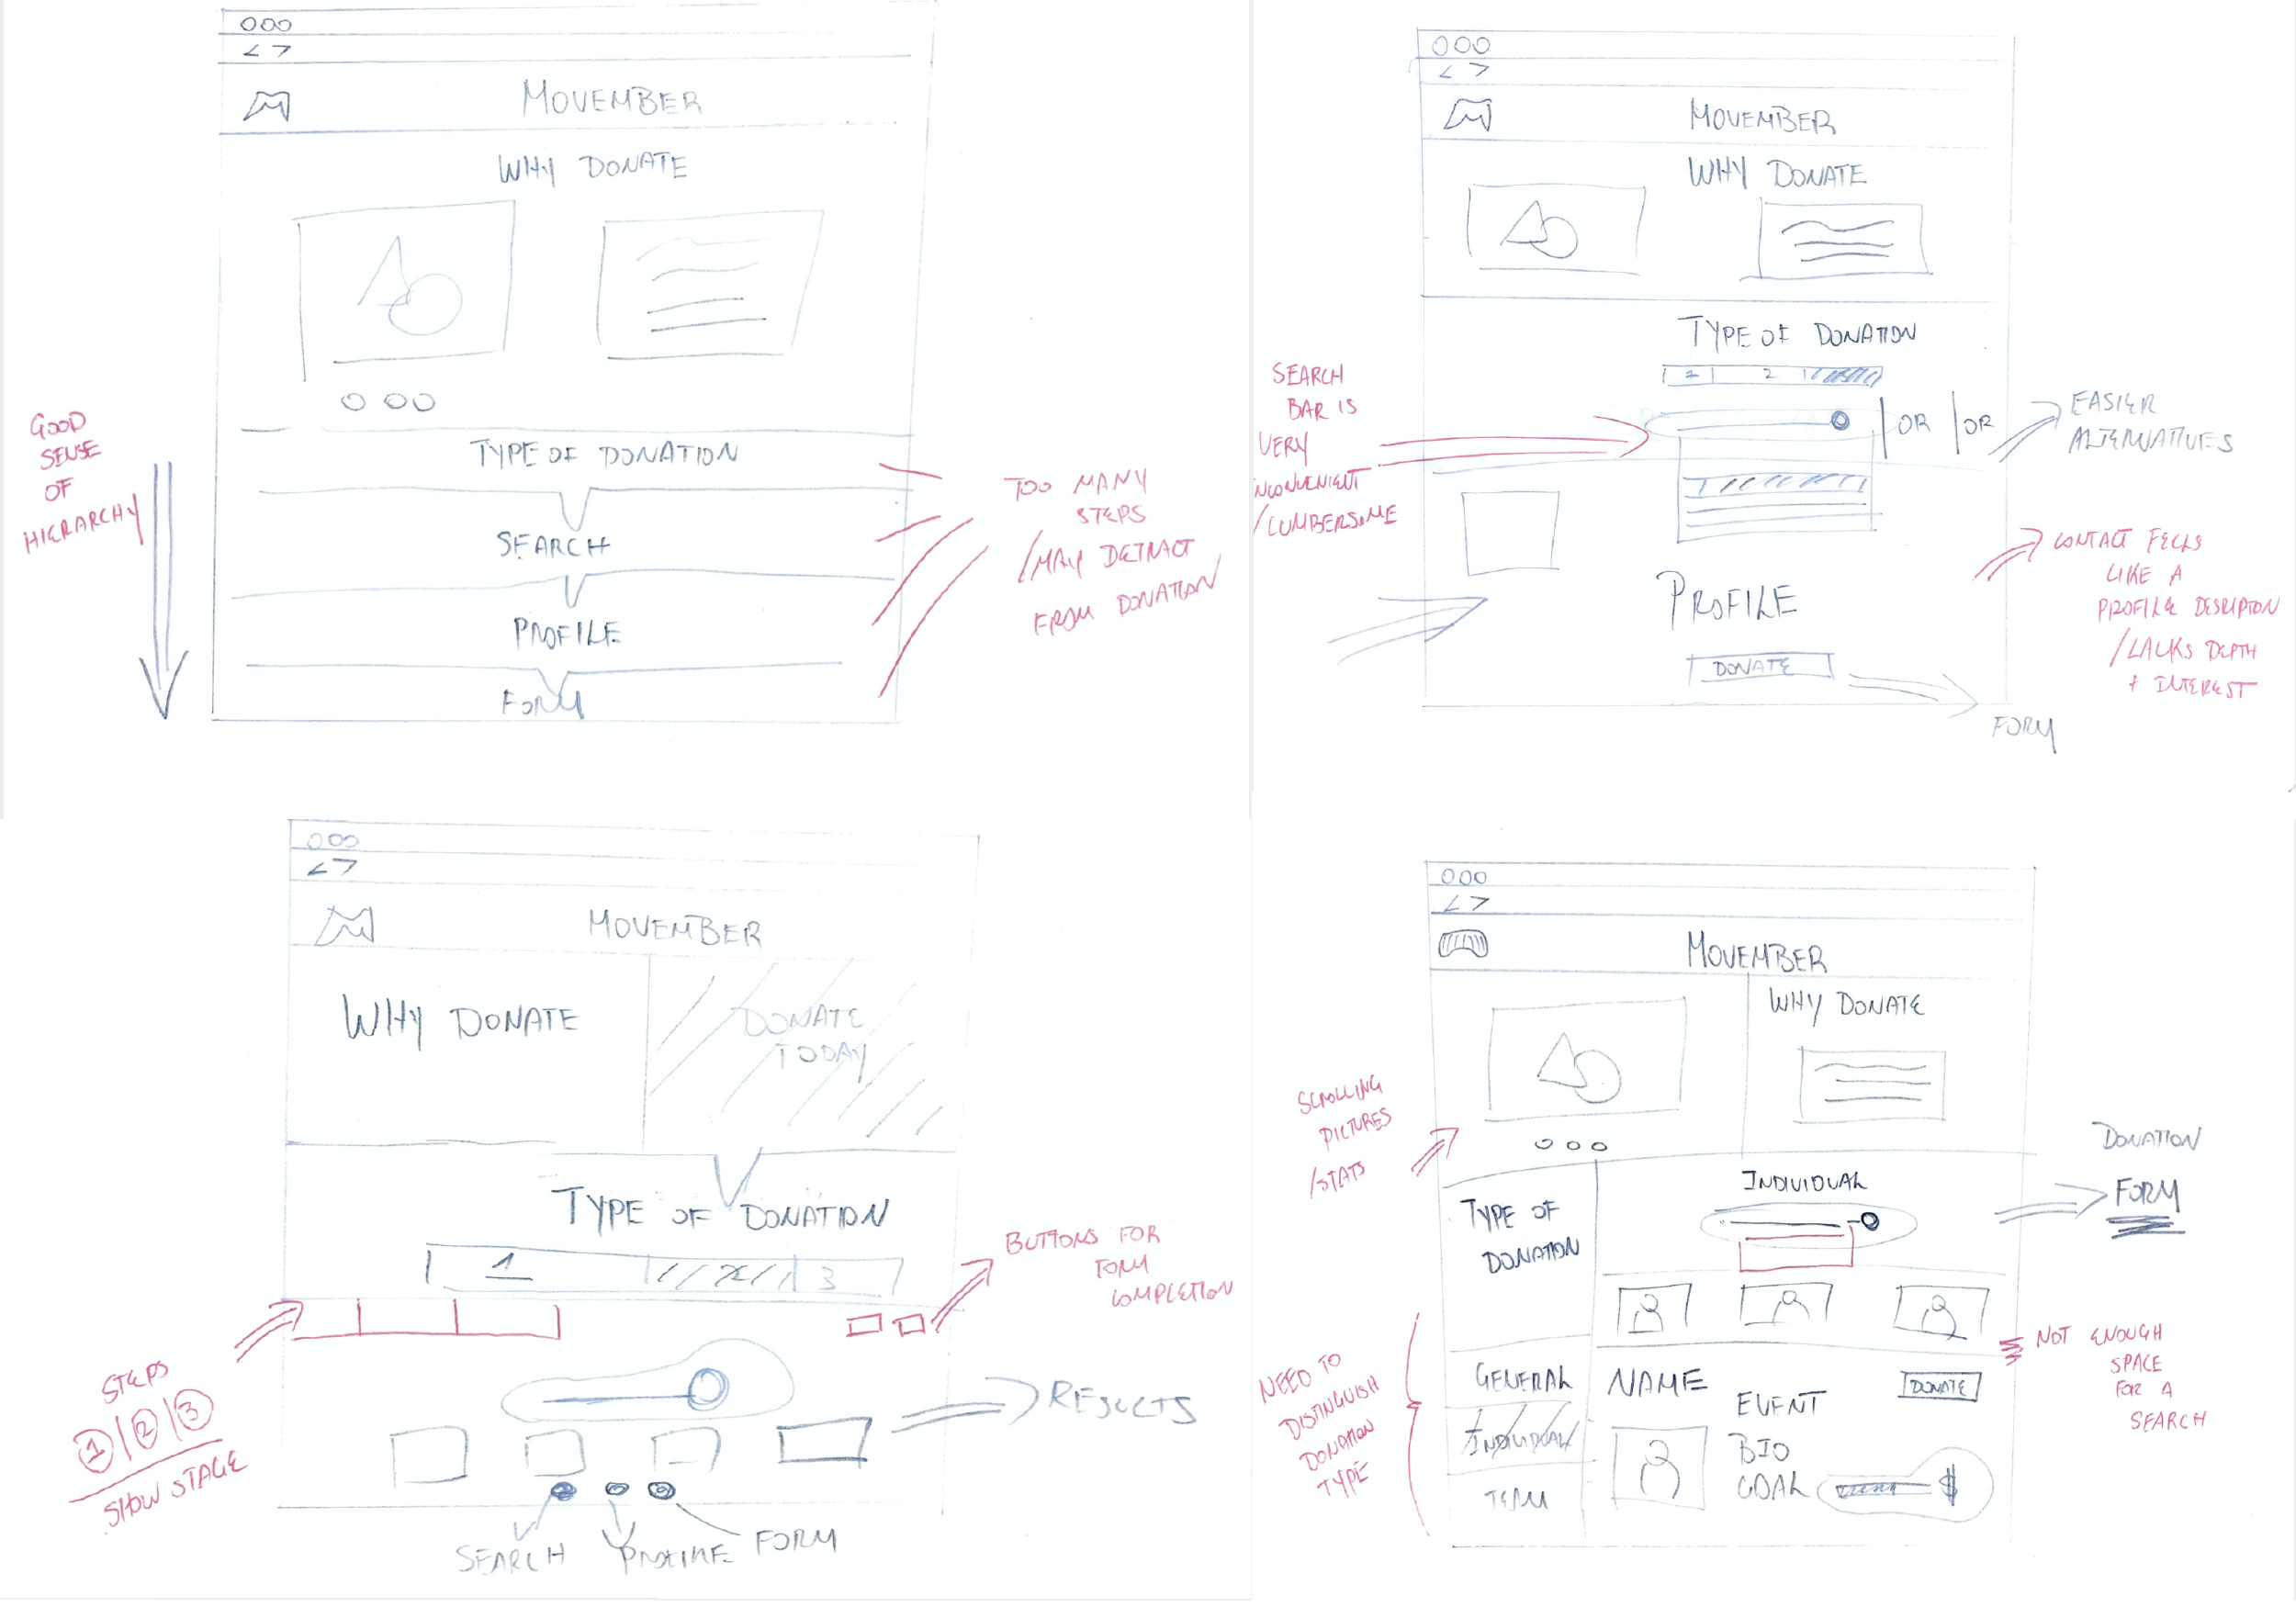 MOVEMBER
WHY DONATE
TYPE OF DONATION
SEARCH
PROFILE
FORM
GOOD
SENSE
OF
HIERARCHY
TOO MANY
STEPS
/MAY DETRACT
FROM DONATION
MOVEMBER
WHY DONATE
TYPE OF DONATION
1 2
OR OR
EASIER
ALTERNATIVES
SEARCH
BAR IS
VERY
INCONVENIENT
/CUMBERSOME
PROFILE
DONATE
FORM
CONTACT FEELS
LIKE A
PROFILE DESRIPTON
/LACKS DEPTH
+ INTEREST
MOVEMBER
WHY DONATE
DONATE
TODAY
TYPE OF DONATION
1 2 3
BUTTONS FOR
FORM
COMPLETION
STEPS
1 | 2 | 3
SHOW STAGE
RESULTS
SEARCH PROFILE FORM
MOVEMBER
WHY DONATE
SCROLLING
PICTURES
/STATS
TYPE OF
DONATION
INDIVIDUAL
DONATION
FORM
GENERAL
INDIVIDUAL
TEAM
NAME
EVENT
BIO
GOAL
DONATE
$
NEED TO
DISTINGUISH
DONATION
TYPE
NOT ENOUGH
SPACE
FOR A
SEARCH